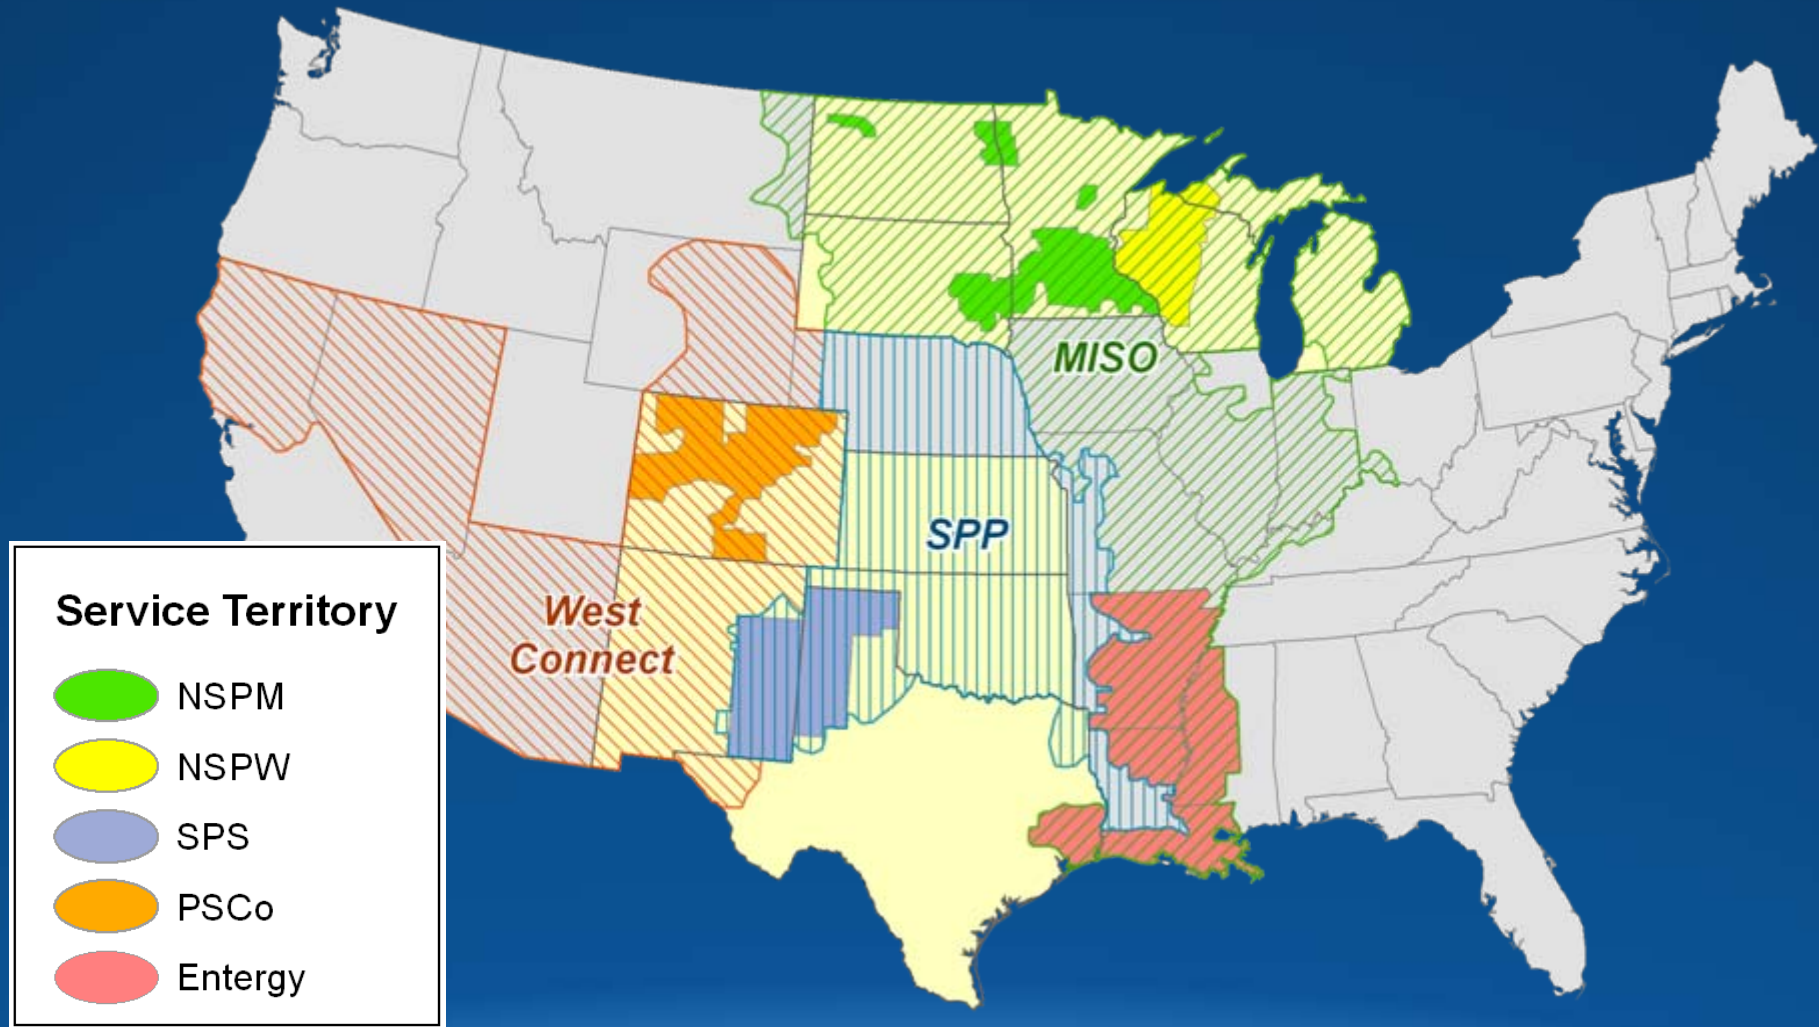 MISO
SPP
West
Connect
Service Territory
NSPM
NSPW
SPS
PSCo
Entergy